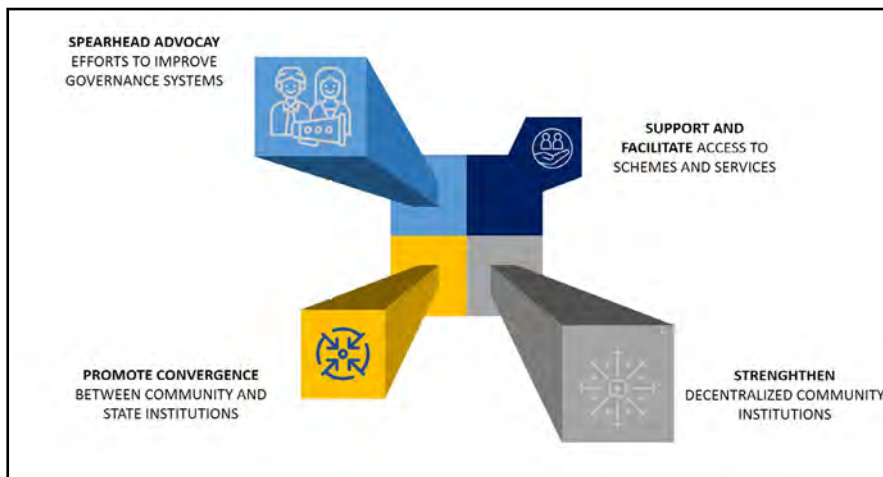 SPEARHEAD ADVOCAY
EFFORTS TO IMPROVE
GOVERNANCE SYSTEMS
SUPPORT AND
FACILITATE ACCESS TO
SCHEMES AND SERVICES
PROMOTE CONVERGENCE
BETWEEN COMMUNITY AND
STATE INSTITUTIONS
STRENGHTHEN
DECENTRALIZED COMMUNITY
INSTITUTIONS